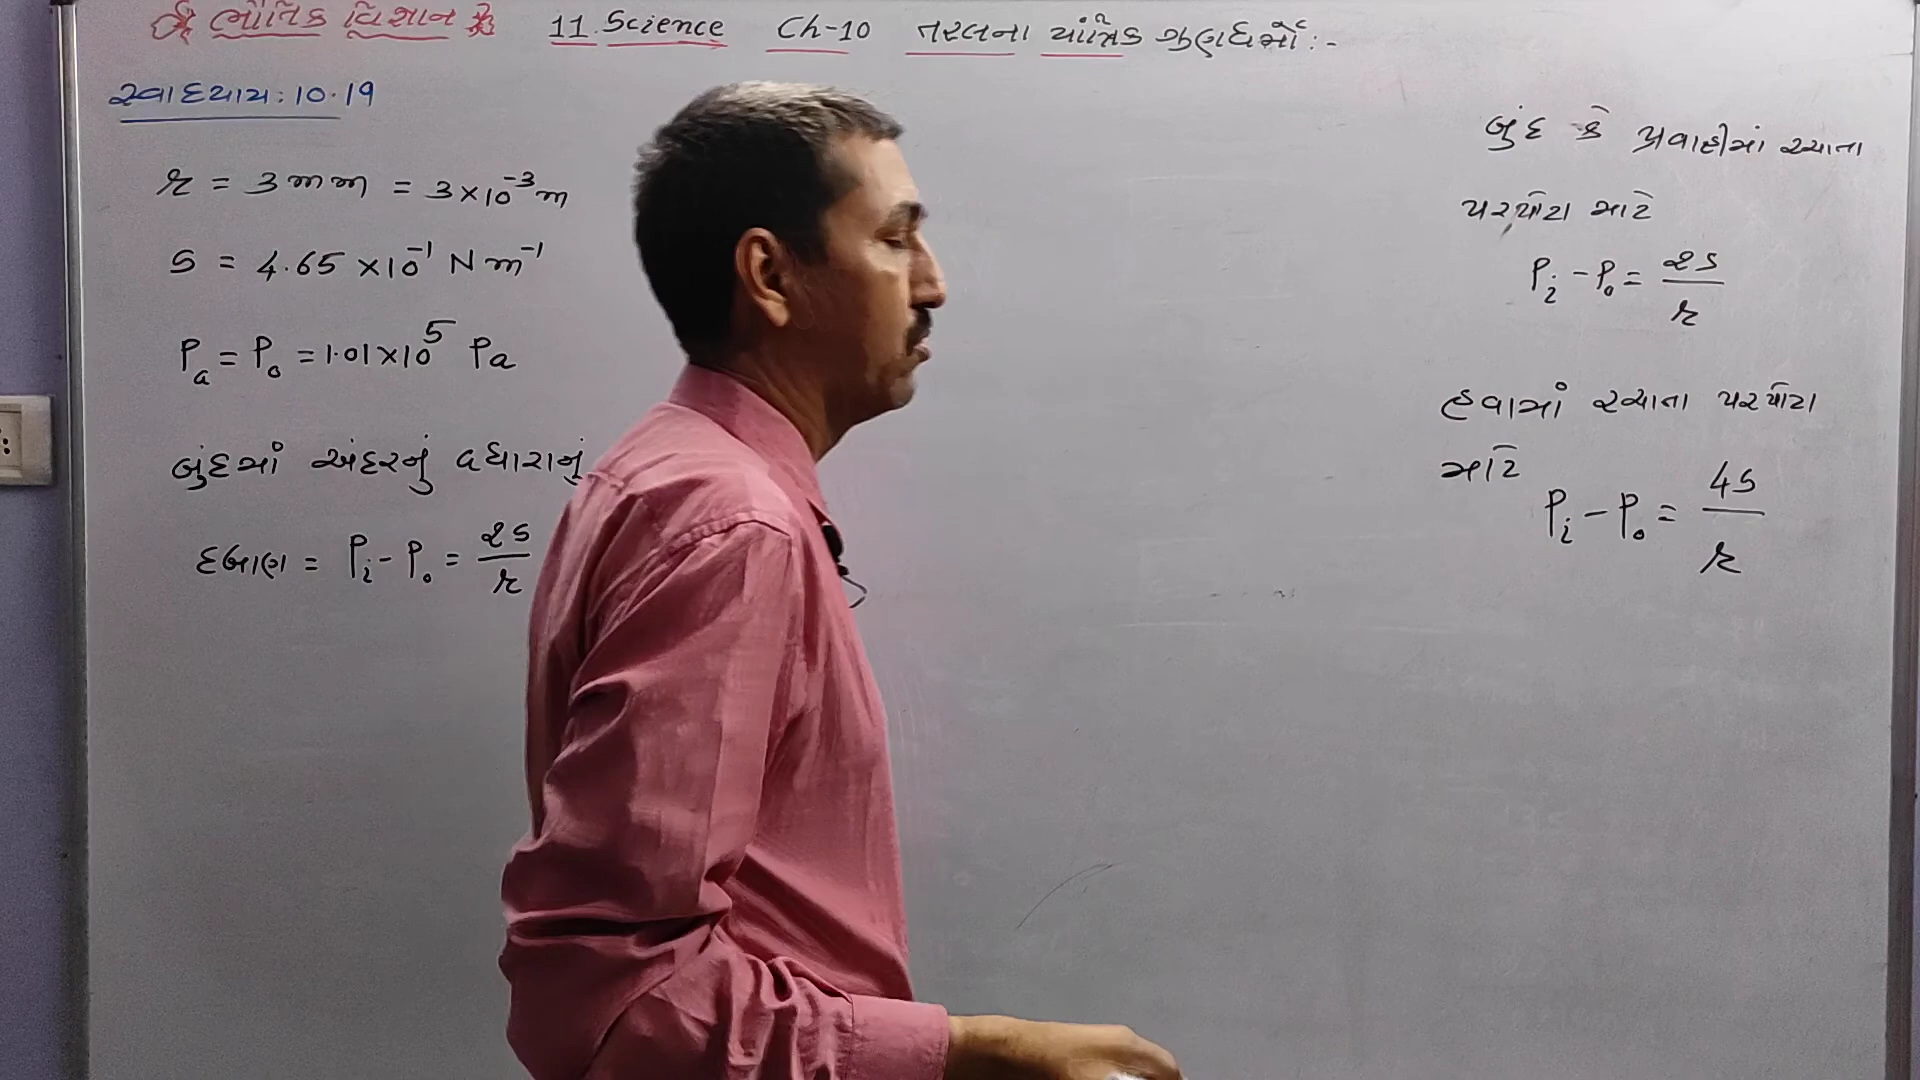 ભૌતિક વિજ્ઞાન 11 Science Ch-10 તરલના યાંત્રિક ગુણધર્મો :-
સ્વાધ્યાય : 10.19
r = 3 mm = 3×10⁻³ m
S = 4.65 ×10⁻¹ N m⁻¹
Pₐ = P₀ = 1.01×10⁵ Pa
બુંદમાં અંદરનું વધારાનું
દબાણ = Pᵢ - P₀ = 2S/r
બુંદ કે પ્રવાહીમાં રચાતા
પરપોટા માટે
Pᵢ - P₀ = 2S/r
હવામાં રચાતા પરપોટા
માટે
Pᵢ - P₀ = 4S/r